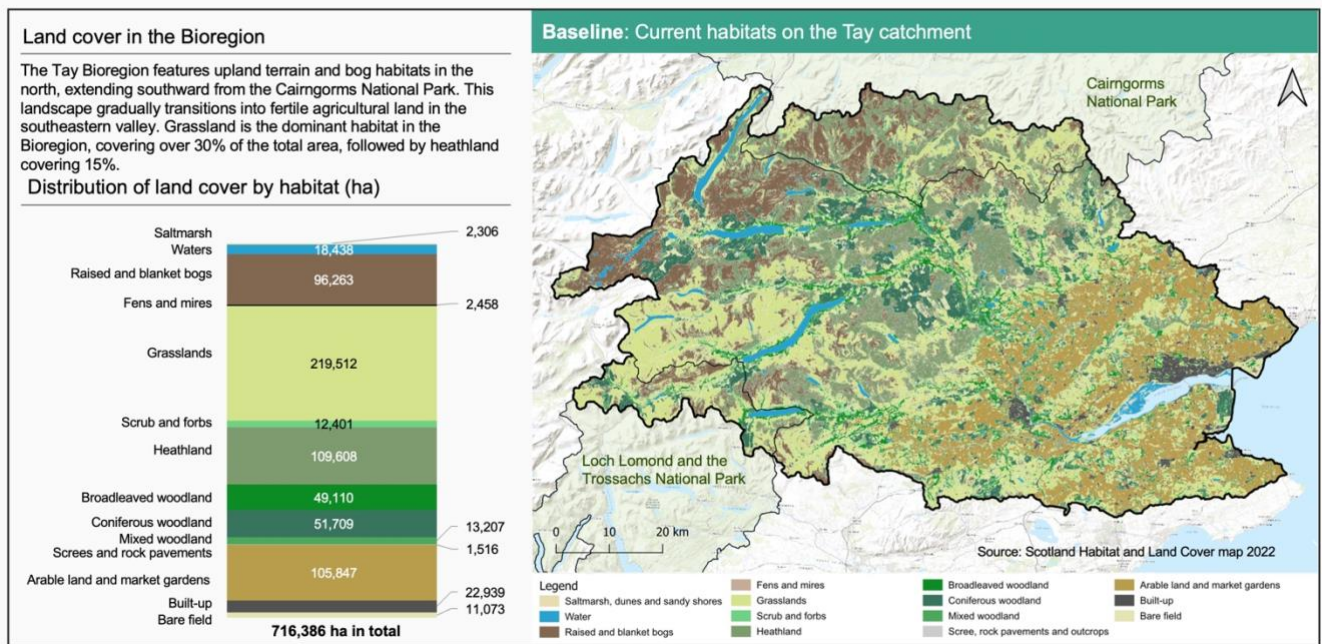 Land cover in the Bioregion
The Tay Bioregion features upland terrain and bog habitats in the
north, extending southward from the Cairngorms National Park. This
landscape gradually transitions into fertile agricultural land in the
southeastern valley. Grassland is the dominant habitat in the
Bioregion, covering over 30% of the total area, followed by heathland
covering 15%.
Distribution of land cover by habitat (ha)
Saltmarsh 2,306
Waters 18,438
Raised and blanket bogs 96,263
Fens and mires 2,458
Grasslands 219,512
Scrub and forbs 12,401
Heathland 109,608
Broadleaved woodland 49,110
Coniferous woodland 51,709
Mixed woodland 13,207
Screes and rock pavements 1,516
Arable land and market gardens 105,847
Built-up 22,939
Bare field 11,073
716,386 ha in total
Baseline: Current habitats on the Tay catchment
Cairngorms
National Park
Loch Lomond and the
Trossachs National Park
0 10 20 km
Source: Scotland Habitat and Land Cover map 2022
Legend
Saltmarsh, dunes and sandy shores
Water
Raised and blanket bogs
Fens and mires
Grasslands
Scrub and forbs
Heathland
Broadleaved woodland
Coniferous woodland
Mixed woodland
Scree, rock pavements and outcrops
Arable land and market gardens
Built-up
Bare field